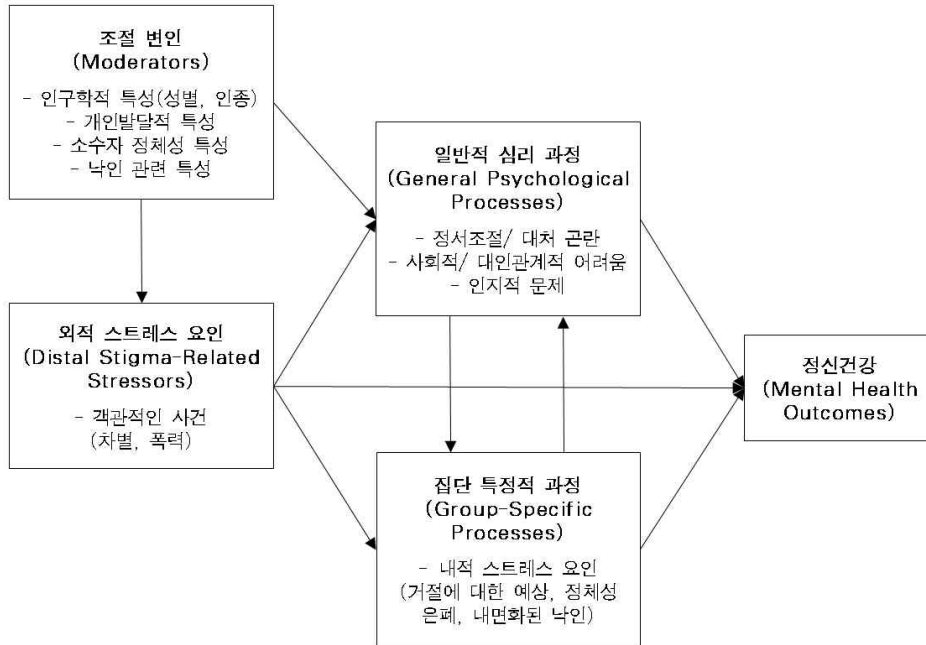 조절 변인
(Moderators)
- 인구학적 특성(성별, 인종)
- 개인발달적 특성
- 소수자 정체성 특성
- 낙인 관련 특성
일반적 심리 과정
(General Psychological
Processes)
- 정서조절/ 대처 곤란
- 사회적/ 대인관계적 어려움
- 인지적 문제
외적 스트레스 요인
(Distal Stigma-Related
Stressors)
- 객관적인 사건
(차별, 폭력)
정신건강
(Mental Health
Outcomes)
집단 특정적 과정
(Group-Specific
Processes)
- 내적 스트레스 요인
(거절에 대한 예상, 정체성
은폐, 내면화된 낙인)